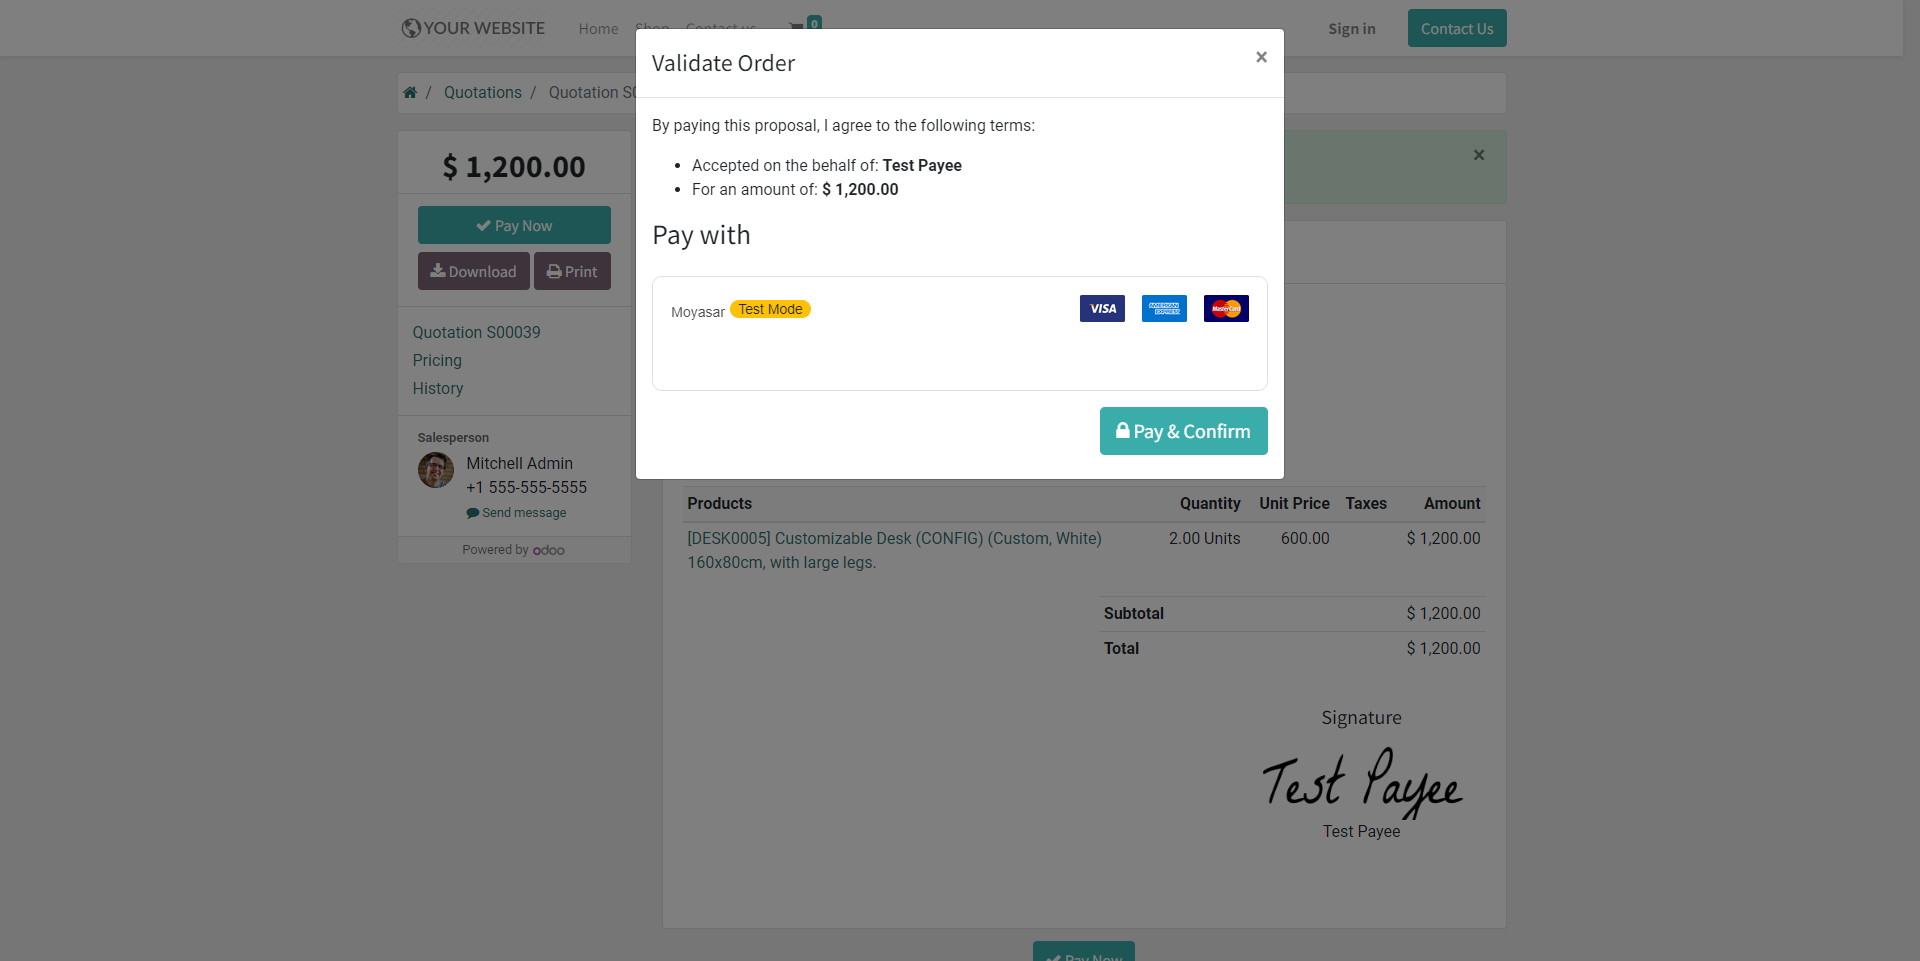 YOUR WEBSITE
Home Shop Contact us 0 Sign in Contact Us
/ Quotations / Quotation
Validate Order ×
By paying this proposal, I agree to the following terms:
• Accepted on the behalf of: Test Payee
• For an amount of: $ 1,200.00
Pay with
Moyasar Test Mode VISA AMERICAN EXPRESS MasterCard
Pay & Confirm
×
$ 1,200.00
Pay Now
Download Print
Quotation S00039
Pricing
History
Salesperson
Mitchell Admin
+1 555-555-5555
Send message
Powered by odoo
Products Quantity Unit Price Taxes Amount
[DESK0005] Customizable Desk (CONFIG) (Custom, White) 2.00 Units 600.00 $ 1,200.00
160x80cm, with large legs.
Subtotal $ 1,200.00
Total $ 1,200.00
Signature
Test Payee
Test Payee
Pay Now